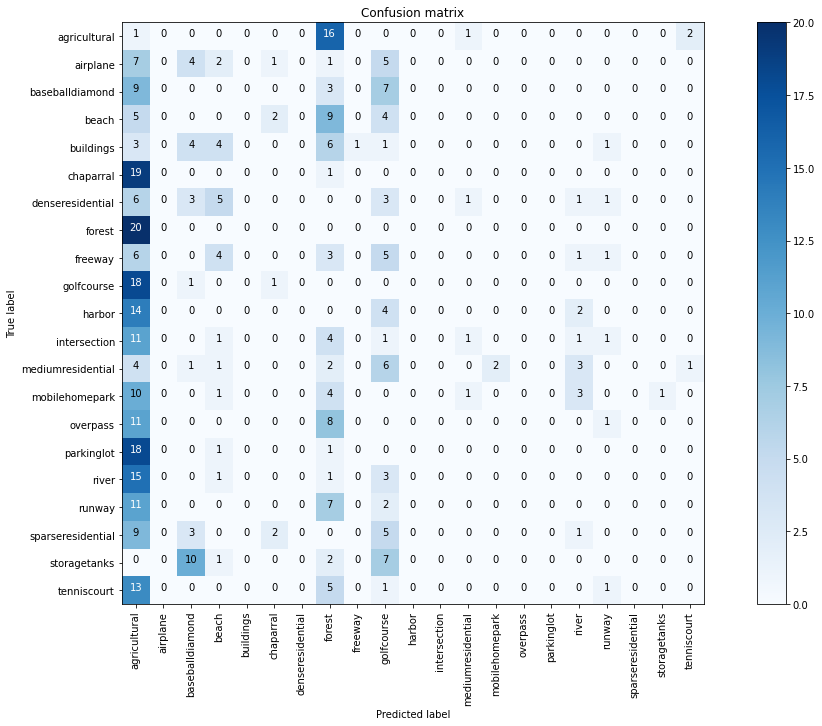 Confusion matrix
True label
agricultural 1 0 0 0 0 0 0 16 0 0 0 0 1 0 0 0 0 0 0 0 2
airplane 7 0 4 2 0 1 0 1 0 5 0 0 0 0 0 0 0 0 0 0 0
baseballdiamond 9 0 0 0 0 0 0 3 0 7 0 0 0 0 0 0 0 0 0 0 0
beach 5 0 0 0 0 2 0 9 0 4 0 0 0 0 0 0 0 0 0 0 0
buildings 3 0 4 4 0 0 0 6 1 1 0 0 0 0 0 0 0 1 0 0 0
chaparral 19 0 0 0 0 0 0 1 0 0 0 0 0 0 0 0 0 0 0 0 0
denseresidential 6 0 3 5 0 0 0 0 0 3 0 0 1 0 0 0 1 1 0 0 0
forest 20 0 0 0 0 0 0 0 0 0 0 0 0 0 0 0 0 0 0 0 0
freeway 6 0 0 4 0 0 0 3 0 5 0 0 0 0 0 0 1 1 0 0 0
golfcourse 18 0 1 0 0 1 0 0 0 0 0 0 0 0 0 0 0 0 0 0 0
harbor 14 0 0 0 0 0 0 0 0 4 0 0 0 0 0 0 2 0 0 0 0
intersection 11 0 0 1 0 0 0 4 0 1 0 0 1 0 0 0 1 1 0 0 0
mediumresidential 4 0 1 1 0 0 0 2 0 6 0 0 0 2 0 0 3 0 0 0 1
mobilehomepark 10 0 0 1 0 0 0 4 0 0 0 0 1 0 0 0 3 0 0 1 0
overpass 11 0 0 0 0 0 0 8 0 0 0 0 0 0 0 0 0 1 0 0 0
parkinglot 18 0 0 1 0 0 0 1 0 0 0 0 0 0 0 0 0 0 0 0 0
river 15 0 0 1 0 0 0 1 0 3 0 0 0 0 0 0 0 0 0 0 0
runway 11 0 0 0 0 0 0 7 0 2 0 0 0 0 0 0 0 0 0 0 0
sparseresidential 9 0 3 0 0 2 0 0 0 5 0 0 0 0 0 0 1 0 0 0 0
storagetanks 0 0 10 1 0 0 0 2 0 7 0 0 0 0 0 0 0 0 0 0 0
tenniscourt 13 0 0 0 0 0 0 5 0 1 0 0 0 0 0 0 0 1 0 0 0
agricultural
airplane
baseballdiamond
beach
buildings
chaparral
denseresidential
forest
freeway
golfcourse
harbor
intersection
mediumresidential
mobilehomepark
overpass
parkinglot
river
runway
sparseresidential
storagetanks
tenniscourt
Predicted label
20.0
17.5
15.0
12.5
10.0
7.5
5.0
2.5
0.0